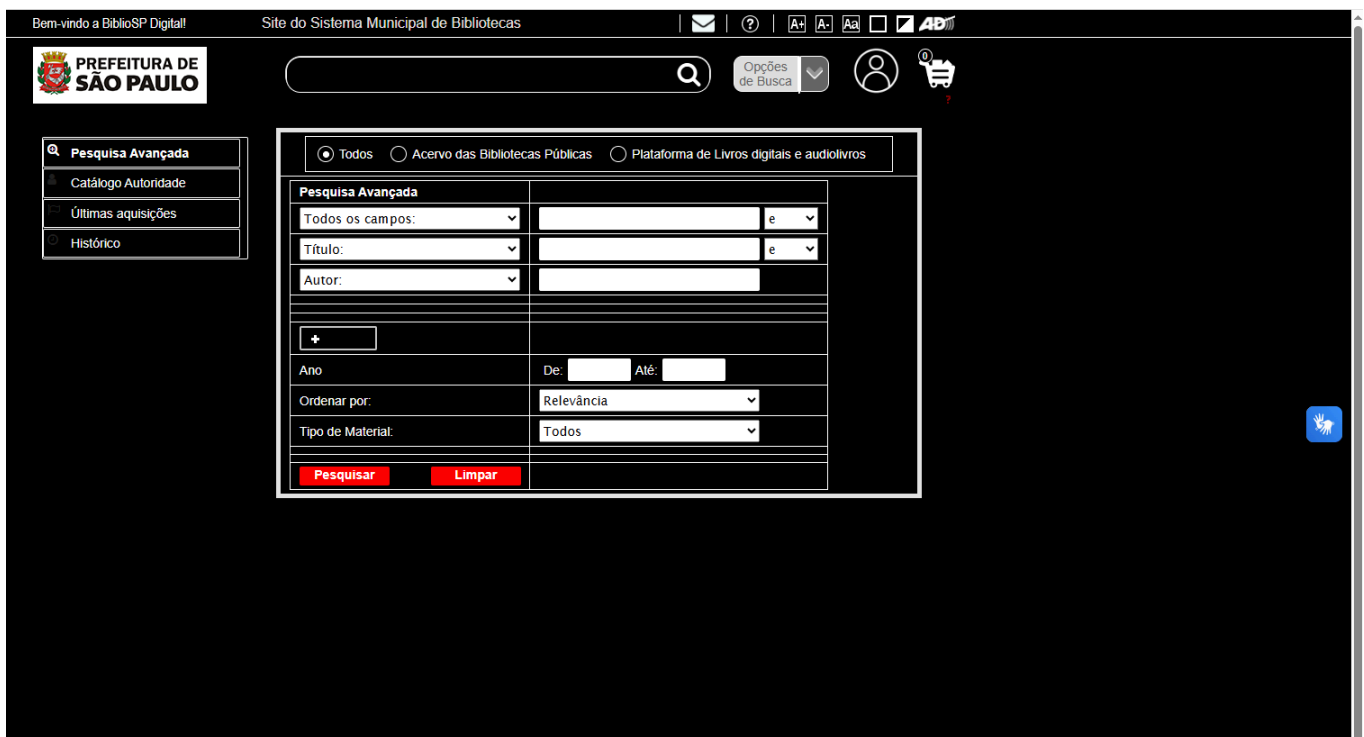 Bem-vindo a BiblioSP Digital!
Site do Sistema Municipal de Bibliotecas
?
A+
A-
Aa
AD
PREFEITURA DE
SÃO PAULO
Opções
de Busca
0
?
Pesquisa Avançada
Catálogo Autoridade
Últimas aquisições
Histórico
Todos
Acervo das Bibliotecas Públicas
Plataforma de Livros digitais e audiolivros
Pesquisa Avançada
Todos os campos:
e
Título:
e
Autor:
+
Ano De: Até:
Ordenar por: Relevância
Tipo de Material: Todos
Pesquisar Limpar